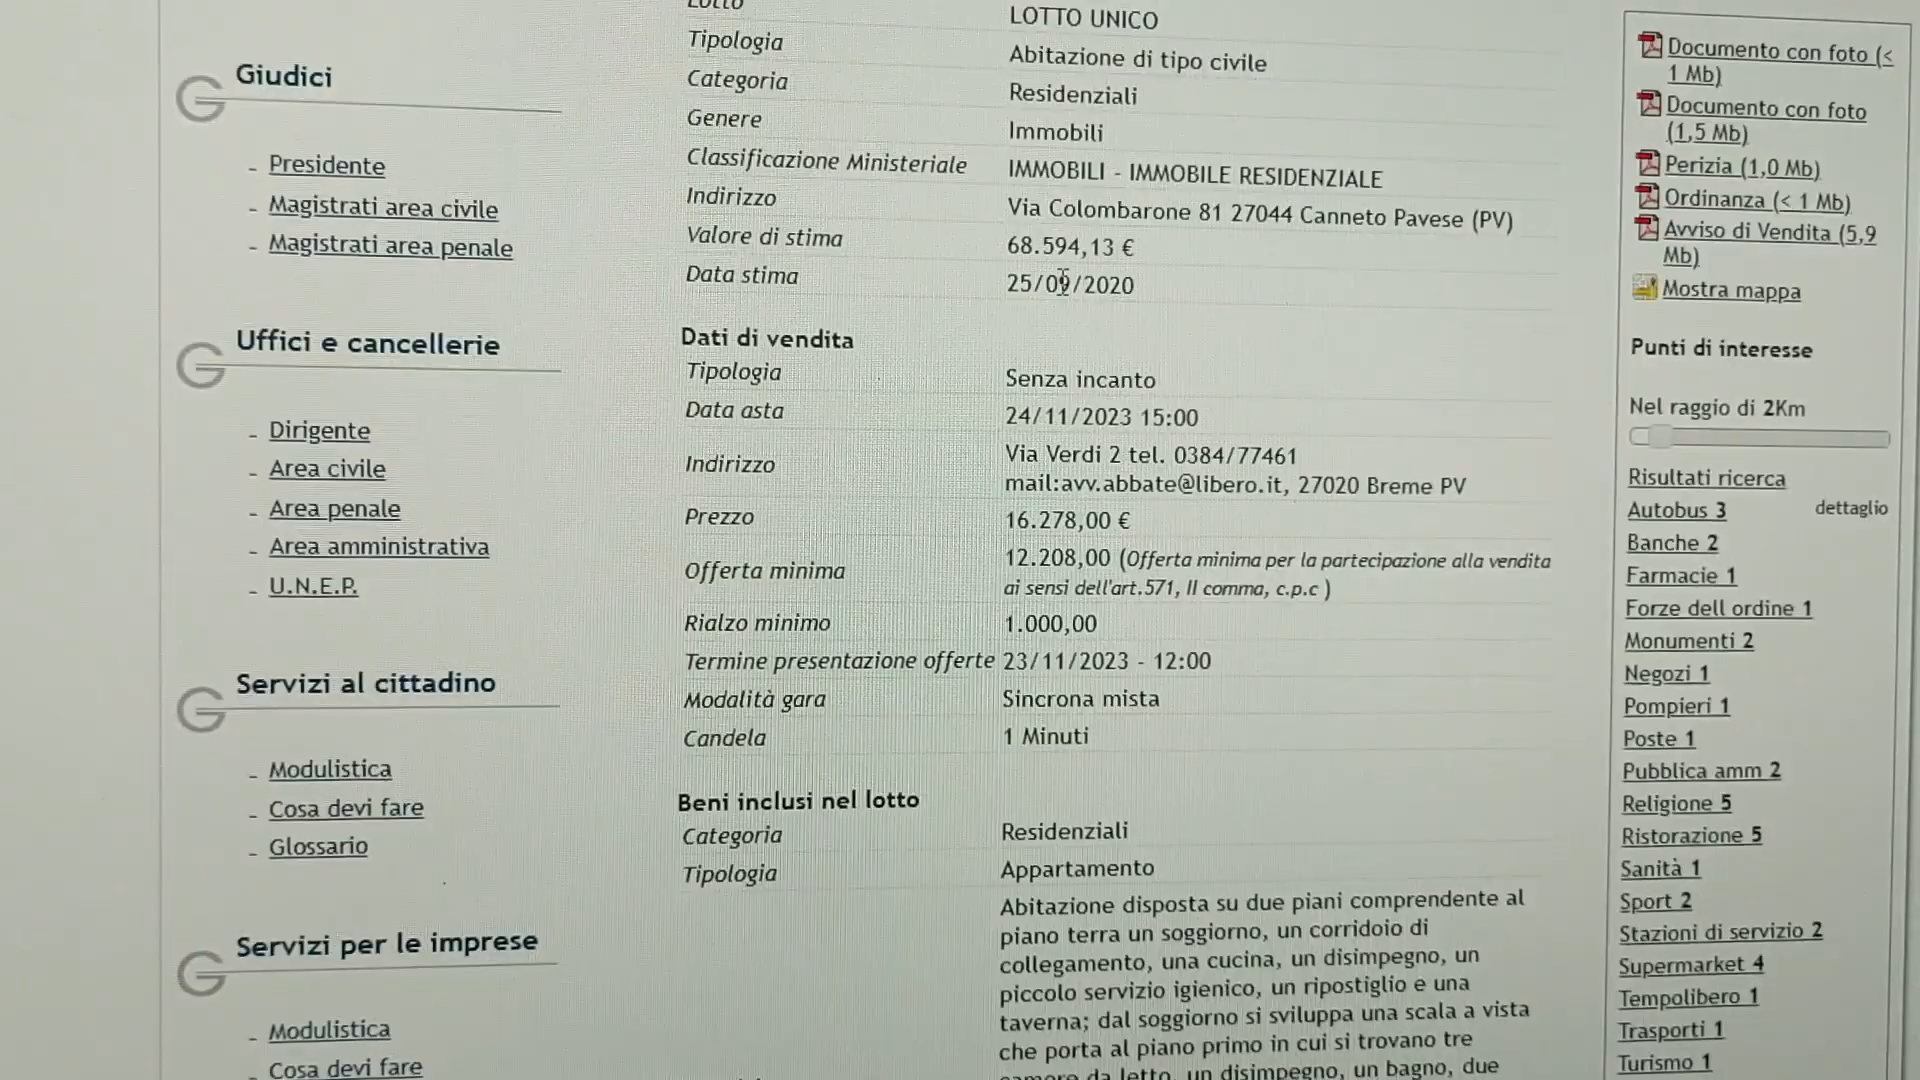 Giudici
Presidente
Magistrati area civile
Magistrati area penale
Uffici e cancellerie
Dirigente
Area civile
Area penale
Area amministrativa
U.N.E.P.
Servizi al cittadino
Modulistica
Cosa devi fare
Glossario
Servizi per le imprese
Modulistica
Cosa devi fare
Lotto LOTTO UNICO
Tipologia Abitazione di tipo civile
Categoria Residenziali
Genere Immobili
Classificazione Ministeriale IMMOBILI - IMMOBILE RESIDENZIALE
Indirizzo Via Colombarone 81 27044 Canneto Pavese (PV)
Valore di stima 68.594,13 €
Data stima 25/09/2020
Dati di vendita
Tipologia Senza incanto
Data asta 24/11/2023 15:00
Indirizzo Via Verdi 2 tel. 0384/77461
mail:avv.abbate@libero.it, 27020 Breme PV
Prezzo 16.278,00 €
Offerta minima 12.208,00 (Offerta minima per la partecipazione alla vendita
ai sensi dell'art.571, II comma, c.p.c )
Rialzo minimo 1.000,00
Termine presentazione offerte 23/11/2023 - 12:00
Modalità gara Sincrona mista
Candela 1 Minuti
Beni inclusi nel lotto
Categoria Residenziali
Tipologia Appartamento
Abitazione disposta su due piani comprendente al
piano terra un soggiorno, un corridoio di
collegamento, una cucina, un disimpegno, un
piccolo servizio igienico, un ripostiglio e una
taverna; dal soggiorno si sviluppa una scala a vista
che porta al piano primo in cui si trovano tre
camere da letto, un disimpegno, un bagno, due
Documento con foto (<
1 Mb)
Documento con foto
(1,5 Mb)
Perizia (1,0 Mb)
Ordinanza (< 1 Mb)
Avviso di Vendita (5,9
Mb)
Mostra mappa
Punti di interesse
Nel raggio di 2Km
Risultati ricerca
Autobus 3 dettaglio
Banche 2
Farmacie 1
Forze dell ordine 1
Monumenti 2
Negozi 1
Pompieri 1
Poste 1
Pubblica amm 2
Religione 5
Ristorazione 5
Sanità 1
Sport 2
Stazioni di servizio 2
Supermarket 4
Tempolibero 1
Trasporti 1
Turismo 1